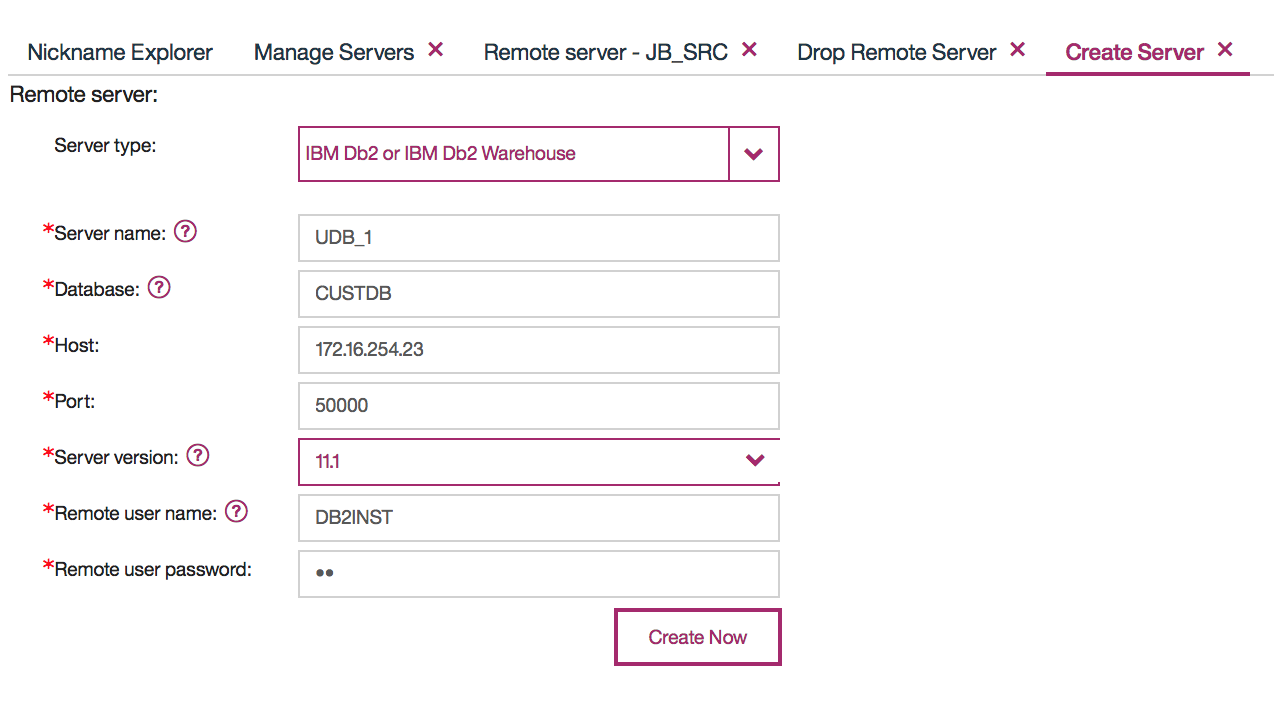 Nickname Explorer Manage Servers ✕ Remote server - JB_SRC ✕ Drop Remote Server ✕ Create Server ✕
Remote server:
Server type: IBM Db2 or IBM Db2 Warehouse
*Server name: ? UDB_1
*Database: ? CUSTDB
*Host: 172.16.254.23
*Port: 50000
*Server version: ? 11.1
*Remote user name: ? DB2INST
*Remote user password: ••
Create Now